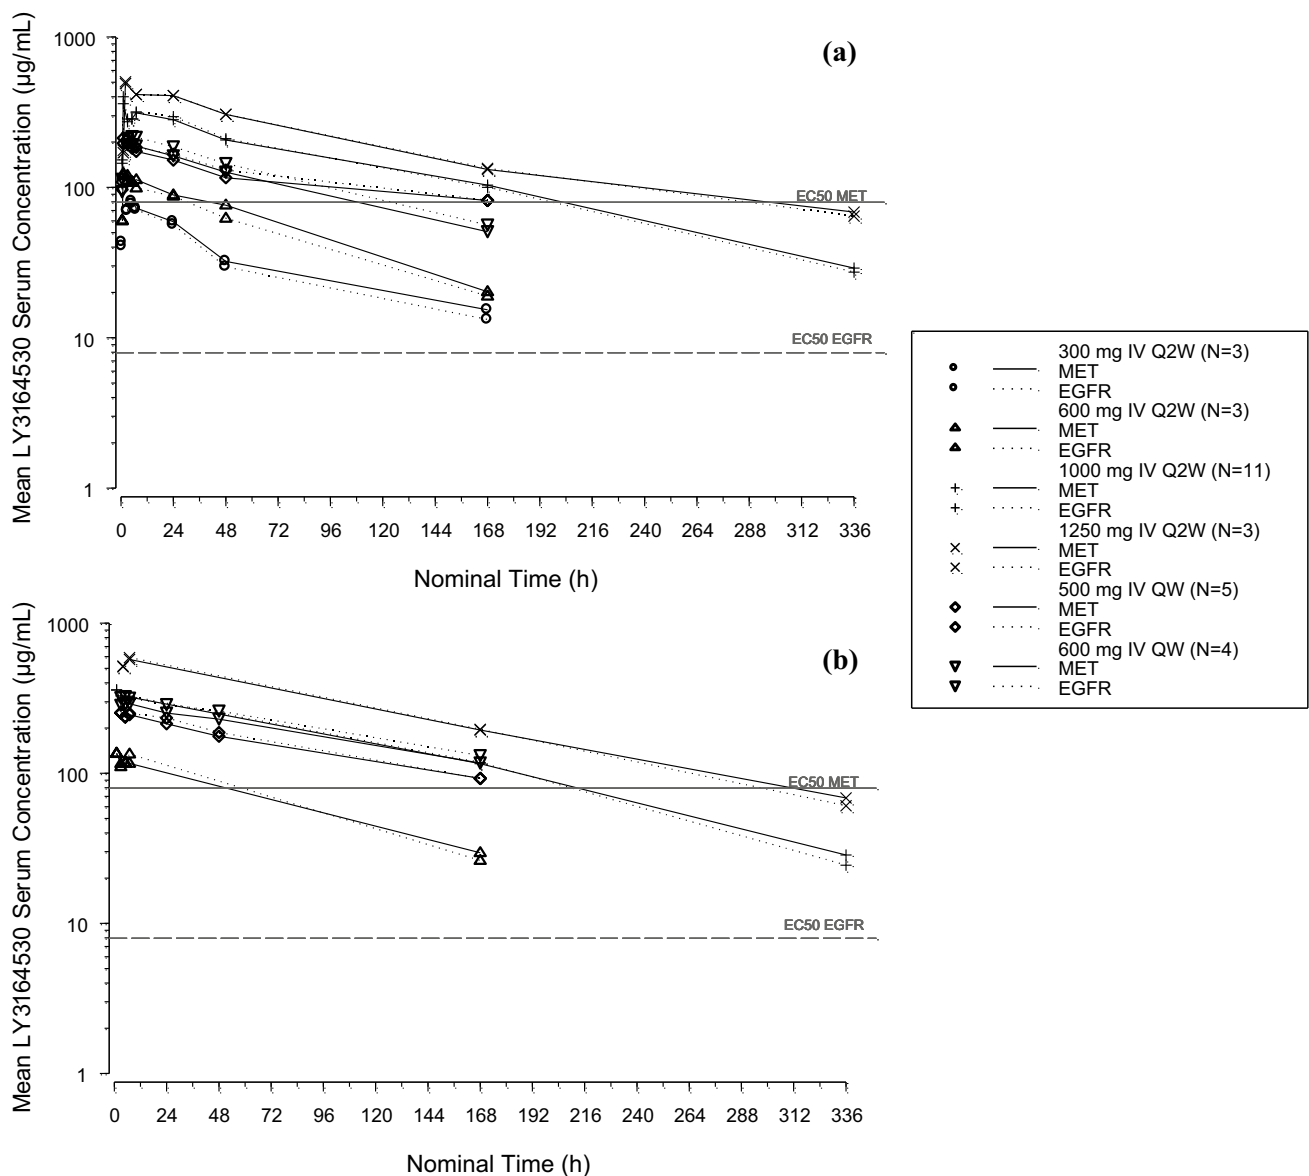 (a)
Mean LY3164530 Serum Concentration (µg/mL)
1000
100
10
1
EC50 MET
EC50 EGFR
0 24 48 72 96 120 144 168 192 216 240 264 288 312 336
Nominal Time (h)
300 mg IV Q2W (N=3)
MET
EGFR
600 mg IV Q2W (N=3)
MET
EGFR
1000 mg IV Q2W (N=11)
MET
EGFR
1250 mg IV Q2W (N=3)
MET
EGFR
500 mg IV QW (N=5)
MET
EGFR
600 mg IV QW (N=4)
MET
EGFR
(b)
Mean LY3164530 Serum Concentration (µg/mL)
1000
100
10
1
EC50 MET
EC50 EGFR
0 24 48 72 96 120 144 168 192 216 240 264 288 312 336
Nominal Time (h)